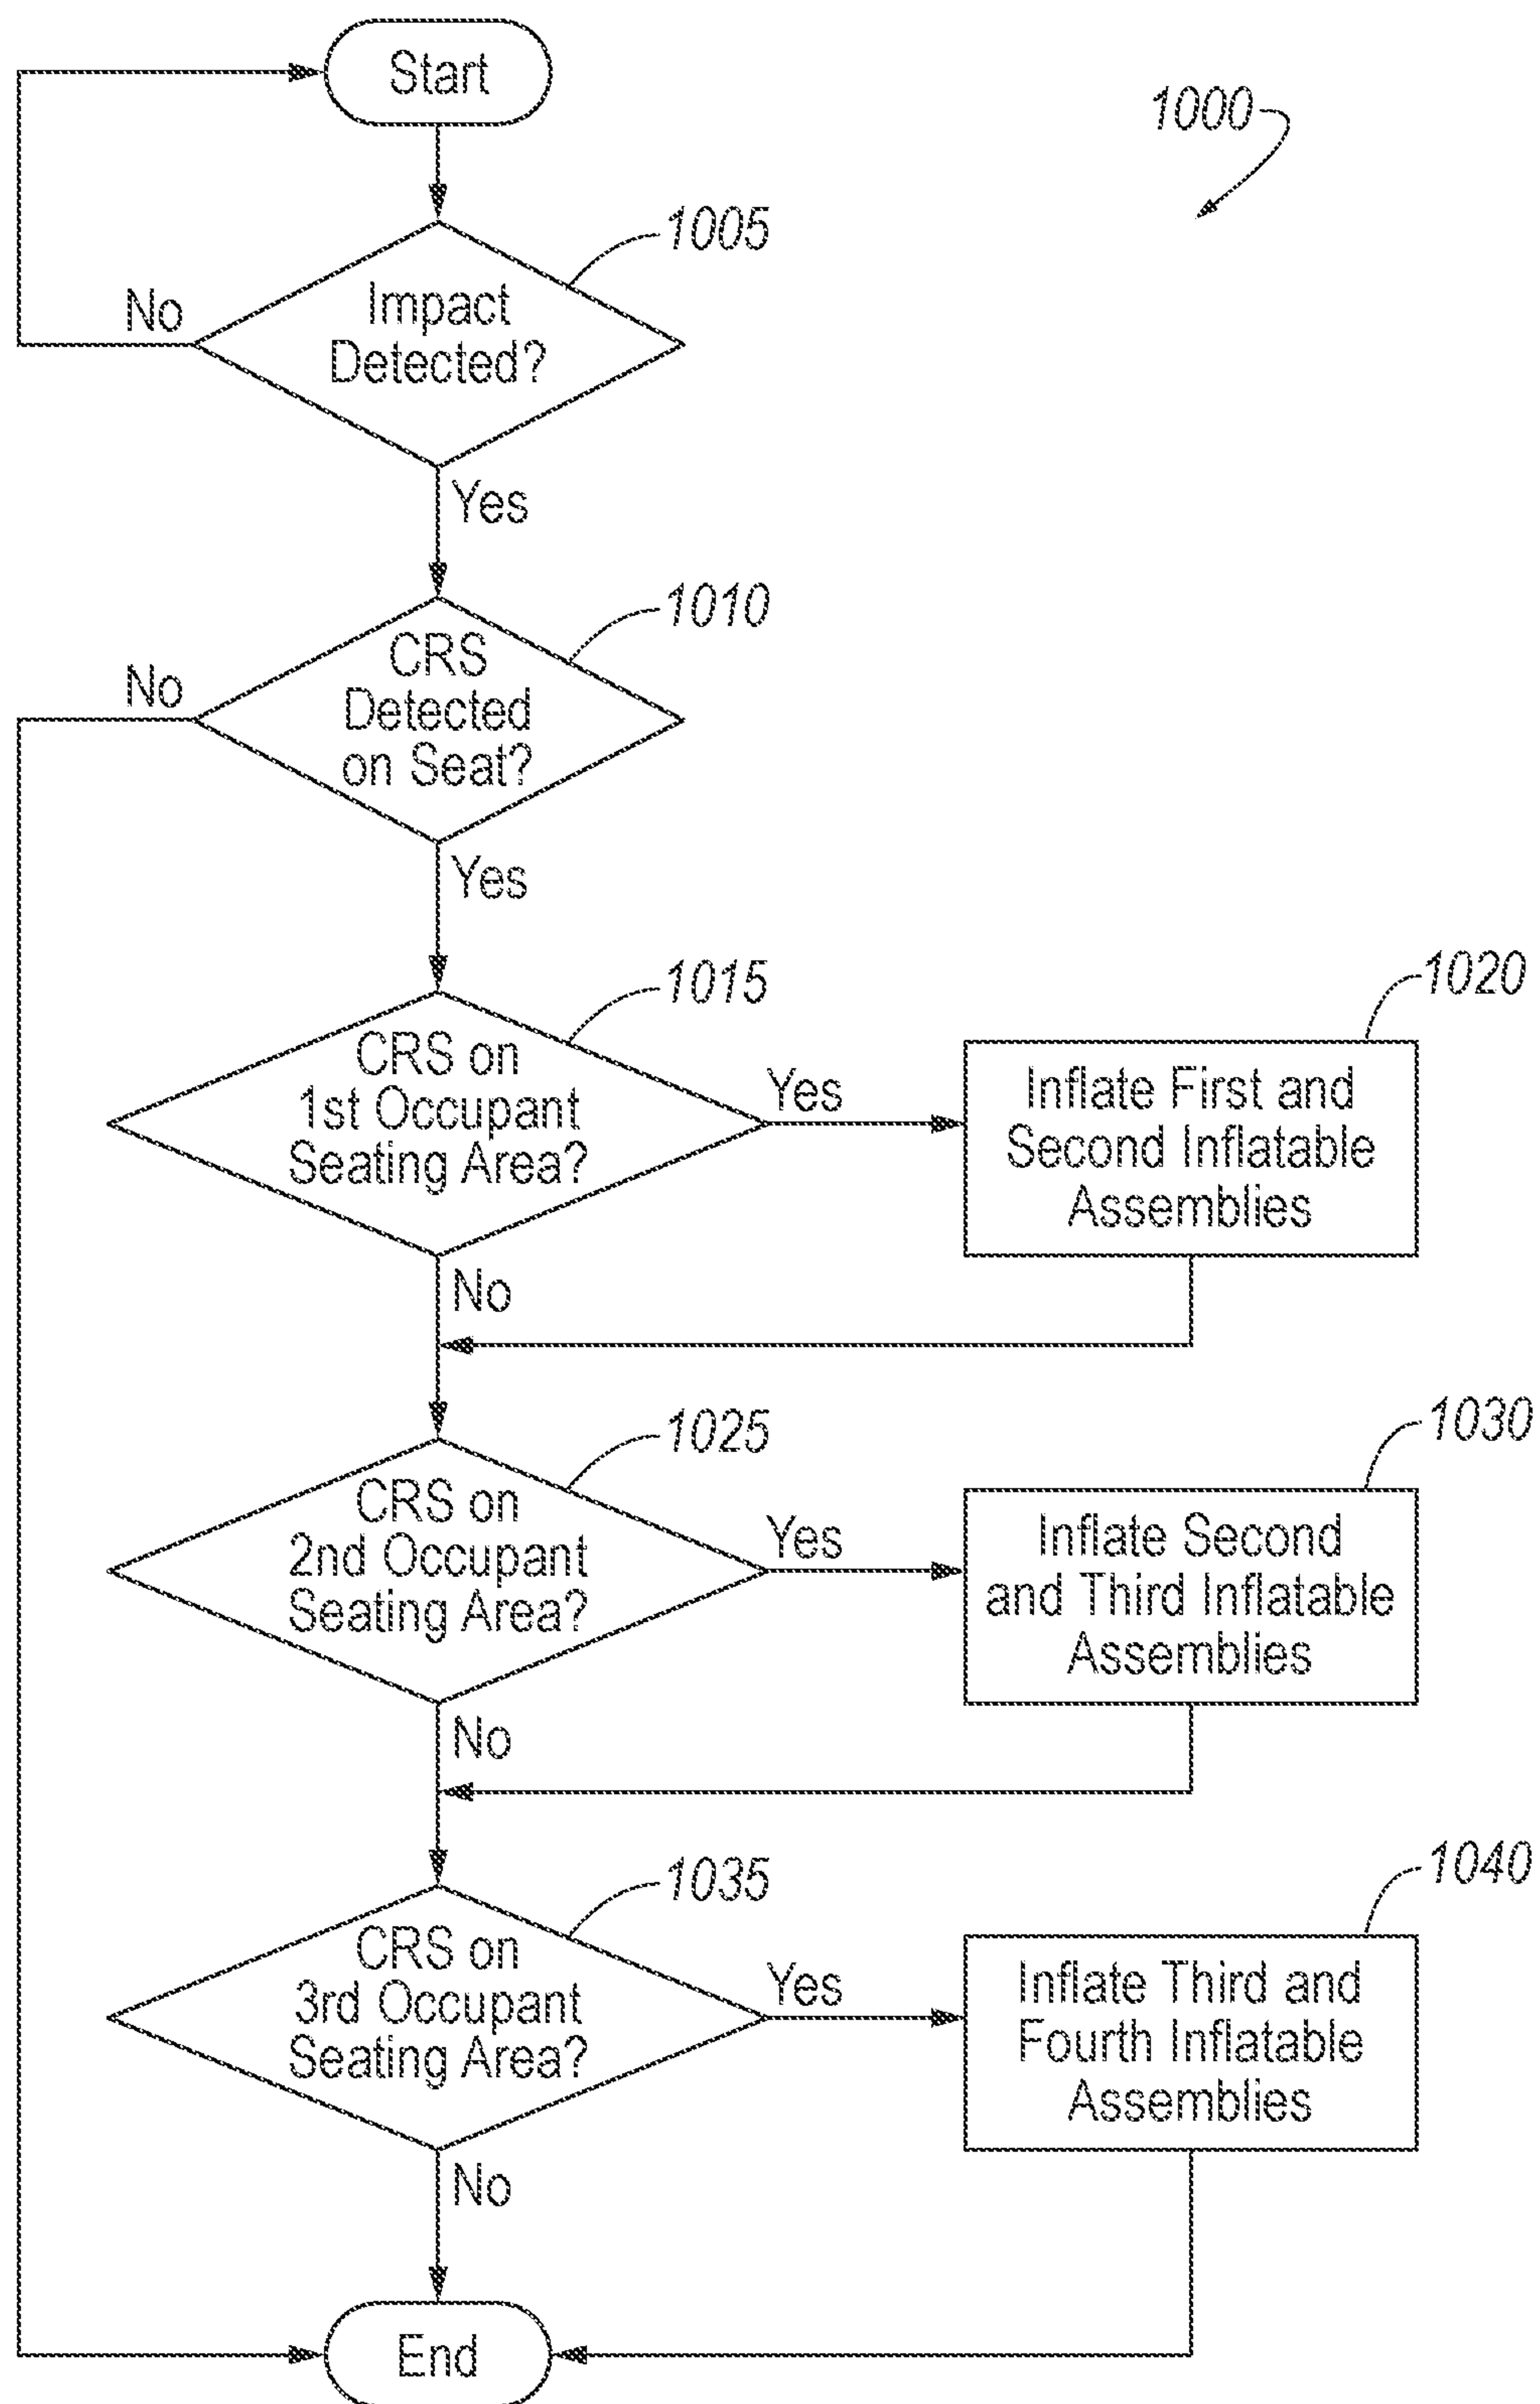 Start
1000
1005
Impact
Detected?
No
Yes
1010
CRS
Detected
on Seat?
No
Yes
1015
CRS on
1st Occupant
Seating Area?
Yes
1020
Inflate First and
Second Inflatable
Assemblies
No
1025
CRS on
2nd Occupant
Seating Area?
Yes
1030
Inflate Second
and Third Inflatable
Assemblies
No
1035
CRS on
3rd Occupant
Seating Area?
Yes
1040
Inflate Third and
Fourth Inflatable
Assemblies
No
End